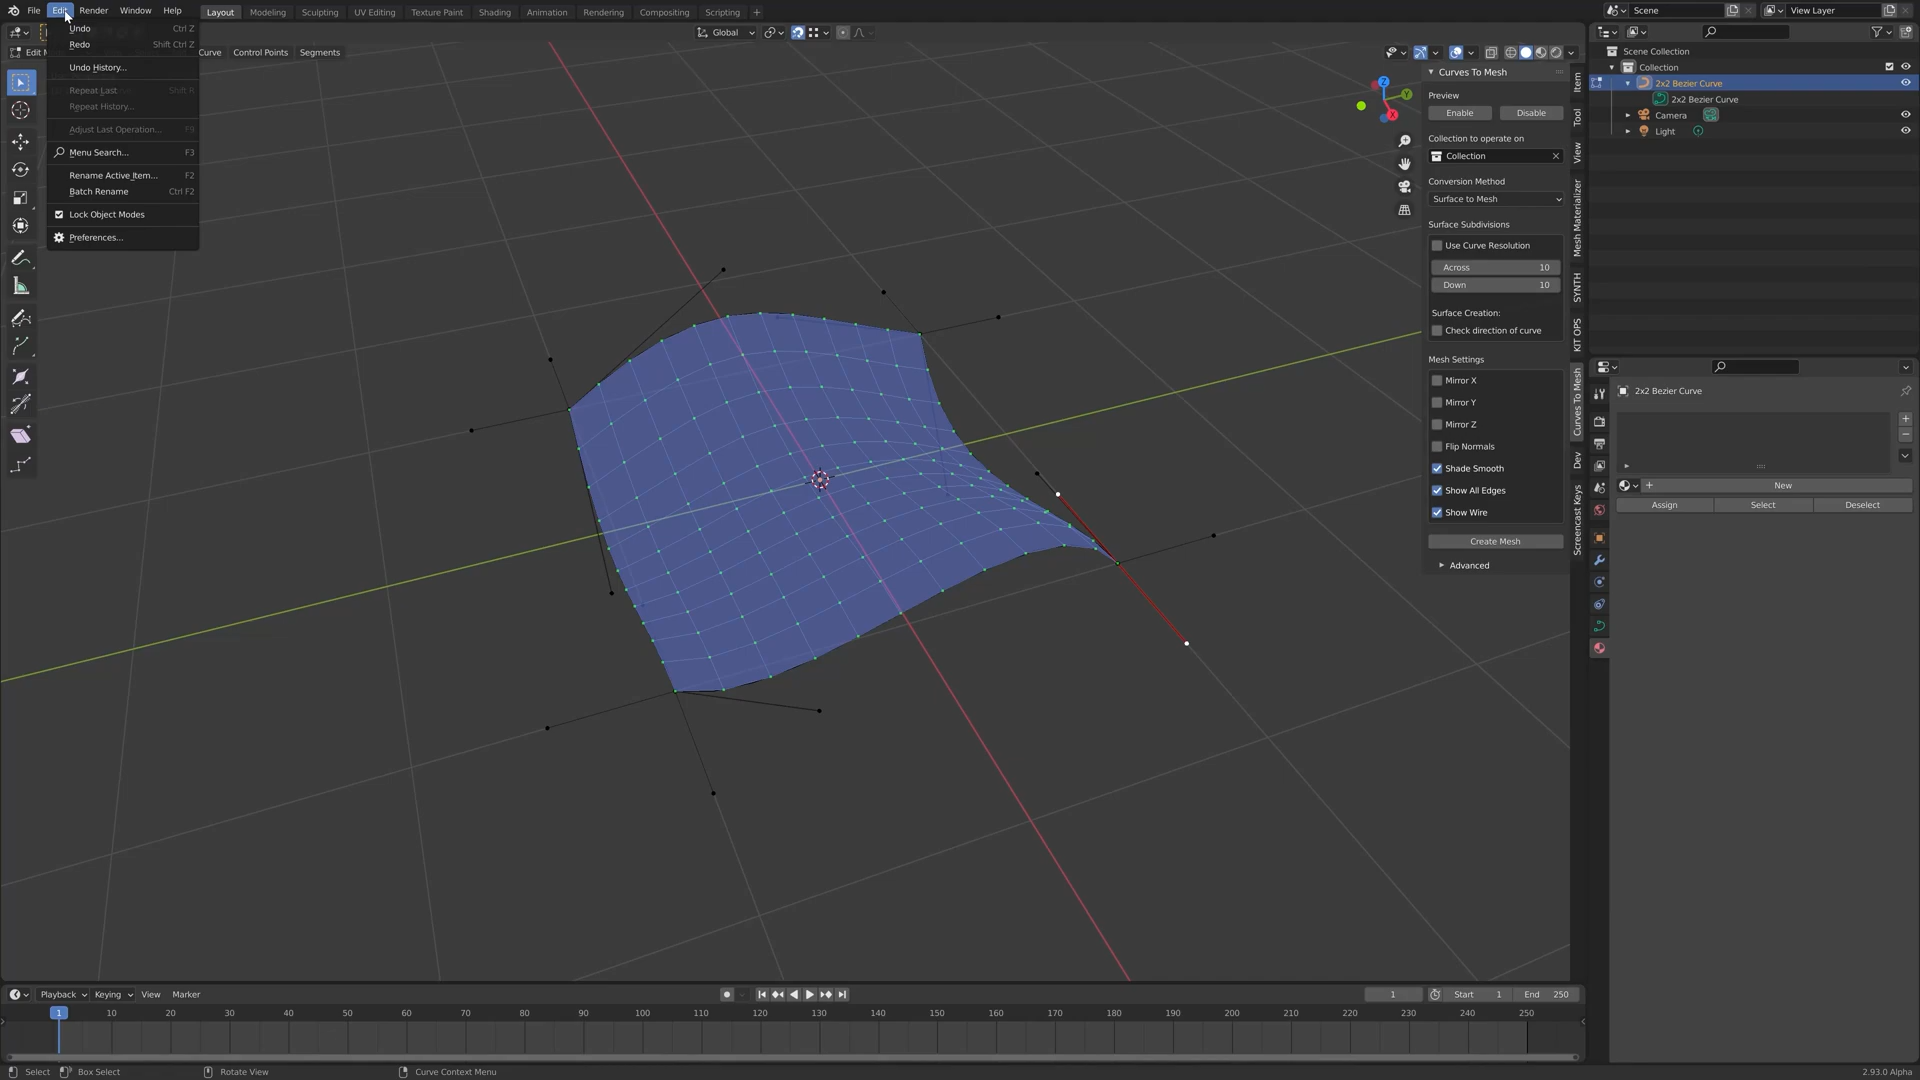 File Edit Render Window Help Layout Modeling Sculpting UV Editing Texture Paint Shading Animation Rendering Compositing Scripting + Scene View Layer
Undo Ctrl Z
Redo Shift Ctrl Z
Undo History...
Repeat Last Shift R
Repeat History...
Adjust Last Operation... F9
Menu Search... F3
Rename Active Item... F2
Batch Rename Ctrl F2
Lock Object Modes
Preferences...
Global
Edit M Curve Control Points Segments
Z
Y
X
Curves To Mesh
Preview
Enable Disable
Collection to operate on
Collection
Conversion Method
Surface to Mesh
Surface Subdivisions
Use Curve Resolution
Across 10
Down 10
Surface Creation:
Check direction of curve
Mesh Settings
Mirror X
Mirror Y
Mirror Z
Flip Normals
Shade Smooth
Show All Edges
Show Wire
Create Mesh
Advanced
Item
Tool
View
Mesh Materializer
SYNTH
KIT OPS
Curves To Mesh
Dev
Screencast Keys
Scene Collection
Collection
2x2 Bezier Curve
2x2 Bezier Curve
Camera
Light
2x2 Bezier Curve
+ New
Assign Select Deselect
Playback Keying View Marker 1 Start 1 End 250
1 10 20 30 40 50 60 70 80 90 100 110 120 130 140 150 160 170 180 190 200 210 220 230 240 250
Select Box Select Rotate View Curve Context Menu 2.93.0 Alpha